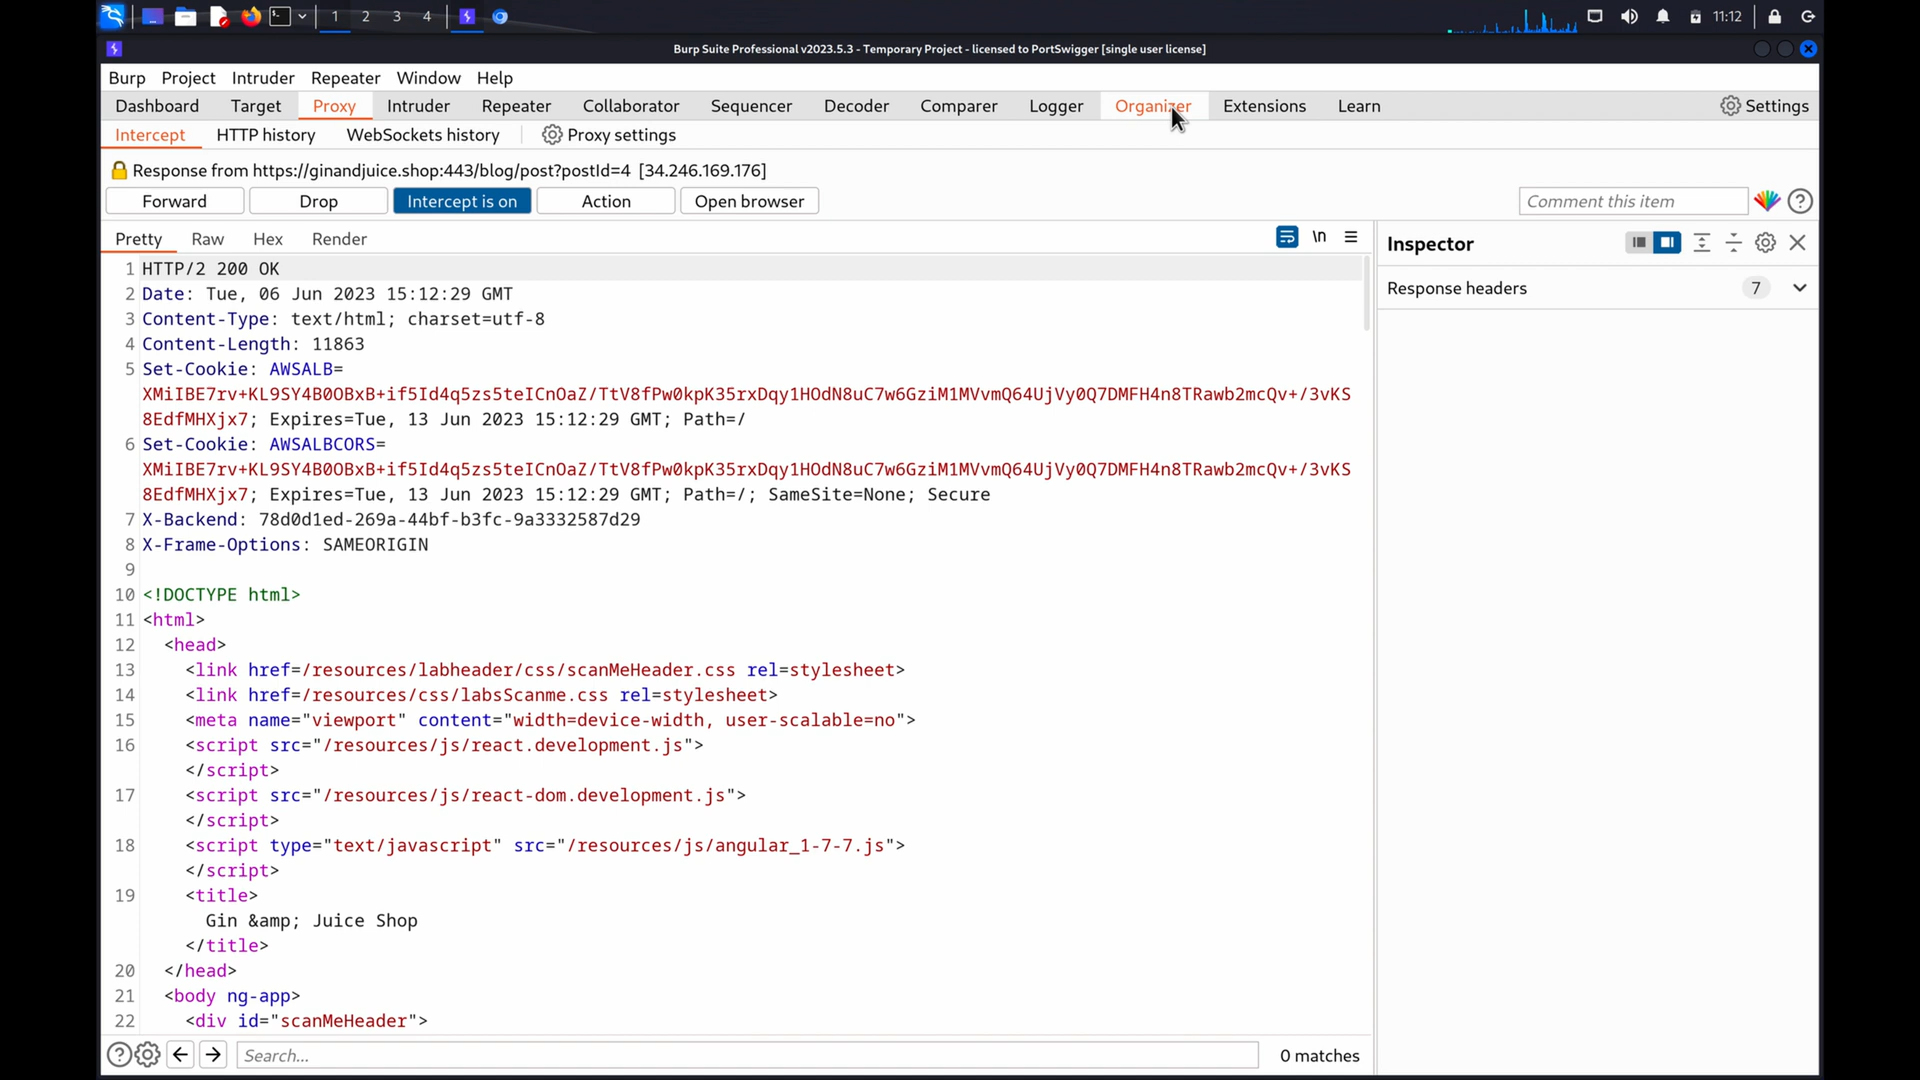 1 2 3 4 11:12
Burp Suite Professional v2023.5.3 - Temporary Project - licensed to PortSwigger [single user license]
Burp Project Intruder Repeater Window Help
Dashboard Target Proxy Intruder Repeater Collaborator Sequencer Decoder Comparer Logger Organizer Extensions Learn Settings
Intercept HTTP history WebSockets history Proxy settings
Response from https://ginandjuice.shop:443/blog/post?postId=4 [34.246.169.176]
Forward Drop Intercept is on Action Open browser Comment this item
Pretty Raw Hex Render \n
Inspector
Response headers 7
1 HTTP/2 200 OK
2 Date: Tue, 06 Jun 2023 15:12:29 GMT
3 Content-Type: text/html; charset=utf-8
4 Content-Length: 11863
5 Set-Cookie: AWSALB=
XMiIBE7rv+KL9SY4B0OBxB+if5Id4q5zs5teICnOaZ/TtV8fPw0kpK35rxDqy1HOdN8uC7w6GziM1MVvmQ64UjVy0Q7DMFH4n8TRawb2mcQv+/3vKS
8EdfMHXjx7; Expires=Tue, 13 Jun 2023 15:12:29 GMT; Path=/
6 Set-Cookie: AWSALBCORS=
XMiIBE7rv+KL9SY4B0OBxB+if5Id4q5zs5teICnOaZ/TtV8fPw0kpK35rxDqy1HOdN8uC7w6GziM1MVvmQ64UjVy0Q7DMFH4n8TRawb2mcQv+/3vKS
8EdfMHXjx7; Expires=Tue, 13 Jun 2023 15:12:29 GMT; Path=/; SameSite=None; Secure
7 X-Backend: 78d0d1ed-269a-44bf-b3fc-9a3332587d29
8 X-Frame-Options: SAMEORIGIN
9
10 <!DOCTYPE html>
11 <html>
12 <head>
13 <link href=/resources/labheader/css/scanMeHeader.css rel=stylesheet>
14 <link href=/resources/css/labsScanme.css rel=stylesheet>
15 <meta name="viewport" content="width=device-width, user-scalable=no">
16 <script src="/resources/js/react.development.js">
</script>
17 <script src="/resources/js/react-dom.development.js">
</script>
18 <script type="text/javascript" src="/resources/js/angular_1-7-7.js">
</script>
19 <title>
Gin &amp; Juice Shop
</title>
20 </head>
21 <body ng-app>
22 <div id="scanMeHeader">
Search... 0 matches